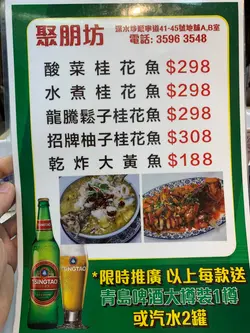 聚朋坊
深水埗耀寧道41-45號地舖A,B室
電話: 3595 3548
酸菜桂花魚 $298
水煮桂花魚 $298
龍騰鬆子桂花魚 $298
招牌柚子桂花魚 $308
乾炸大黃魚 $188
TSINGTAO
TSINGTAO
*限時推廣 以上每款送
青島啤酒大樽裝1樽
或汽水2罐